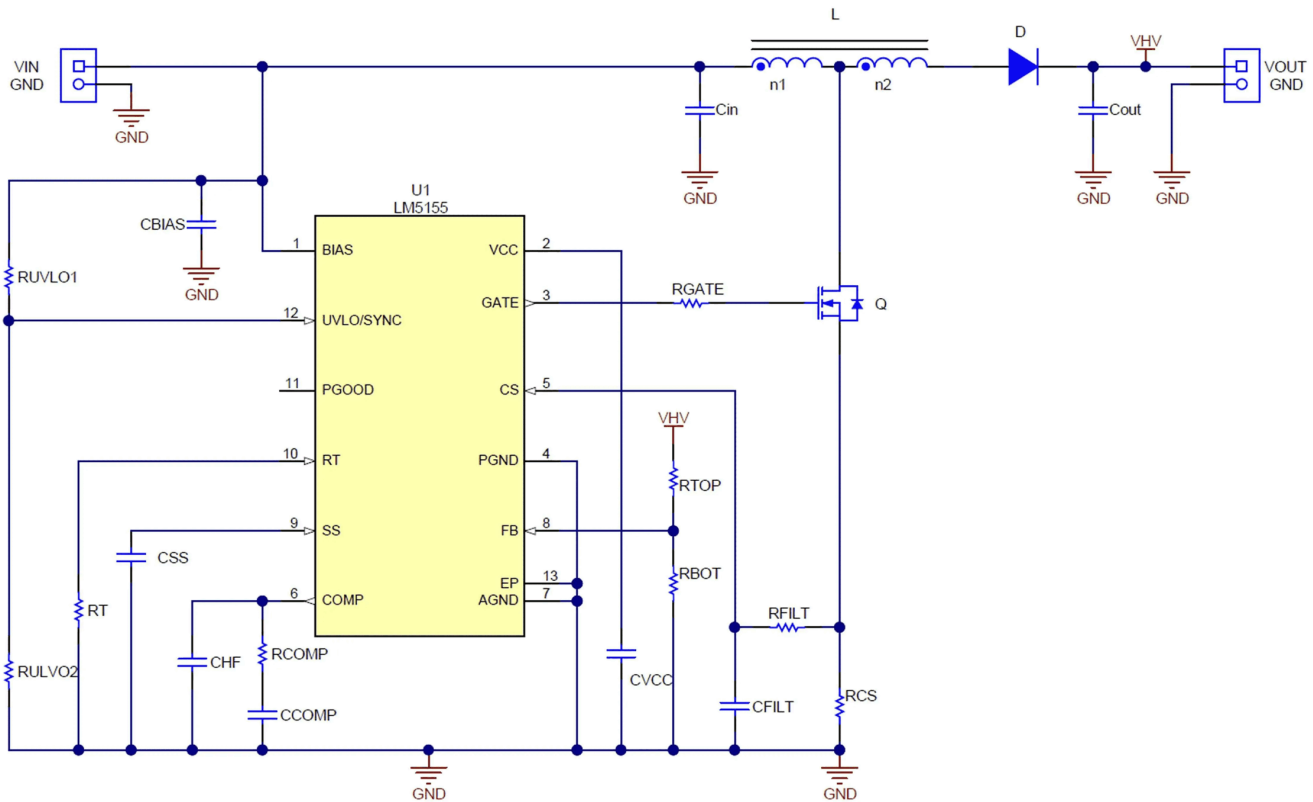 L
D
VHV
VIN
GND
VOUT
GND
n1
n2
Cin
Cout
GND
GND
GND
GND
U1
LM5155
CBIAS
GND
RUVLO1
1 BIAS
VCC 2
GATE 3
RGATE
Q
12 UVLO/SYNC
11 PGOOD
CS 5
VHV
10 RT
PGND 4
RTOP
9 SS
FB 8
CSS
RBOT
EP 13
6 COMP
AGND 7
RT
RFILT
RCOMP
CHF
RULVO2
CVCC
RCS
CCOMP
CFILT
GND
GND